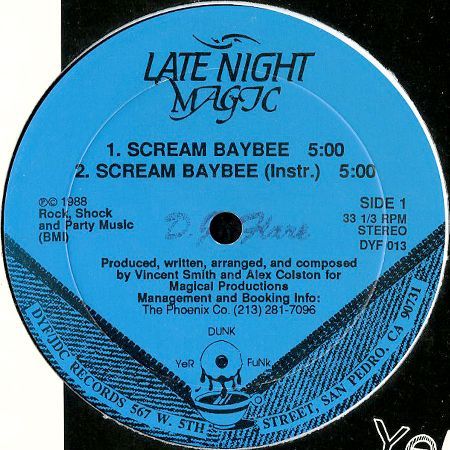 LATE NIGHT
MAGIC
1. SCREAM BAYBEE 5:00
2. SCREAM BAYBEE (Instr.) 5:00
℗© 1988
Rock, Shock
and Party Music
(BMI)
SIDE 1
33 1/3 RPM
STEREO
DYF 013
D.J.
Produced, written, arranged, and composed
by Vincent Smith and Alex Colston for
Magical Productions
Management and Booking Info:
The Phoenix Co. (213) 281-7096
DUNK
YeR FuNk
DYF/JDC RECORDS 567 W. 5TH STREET, SAN PEDRO, CA 90731